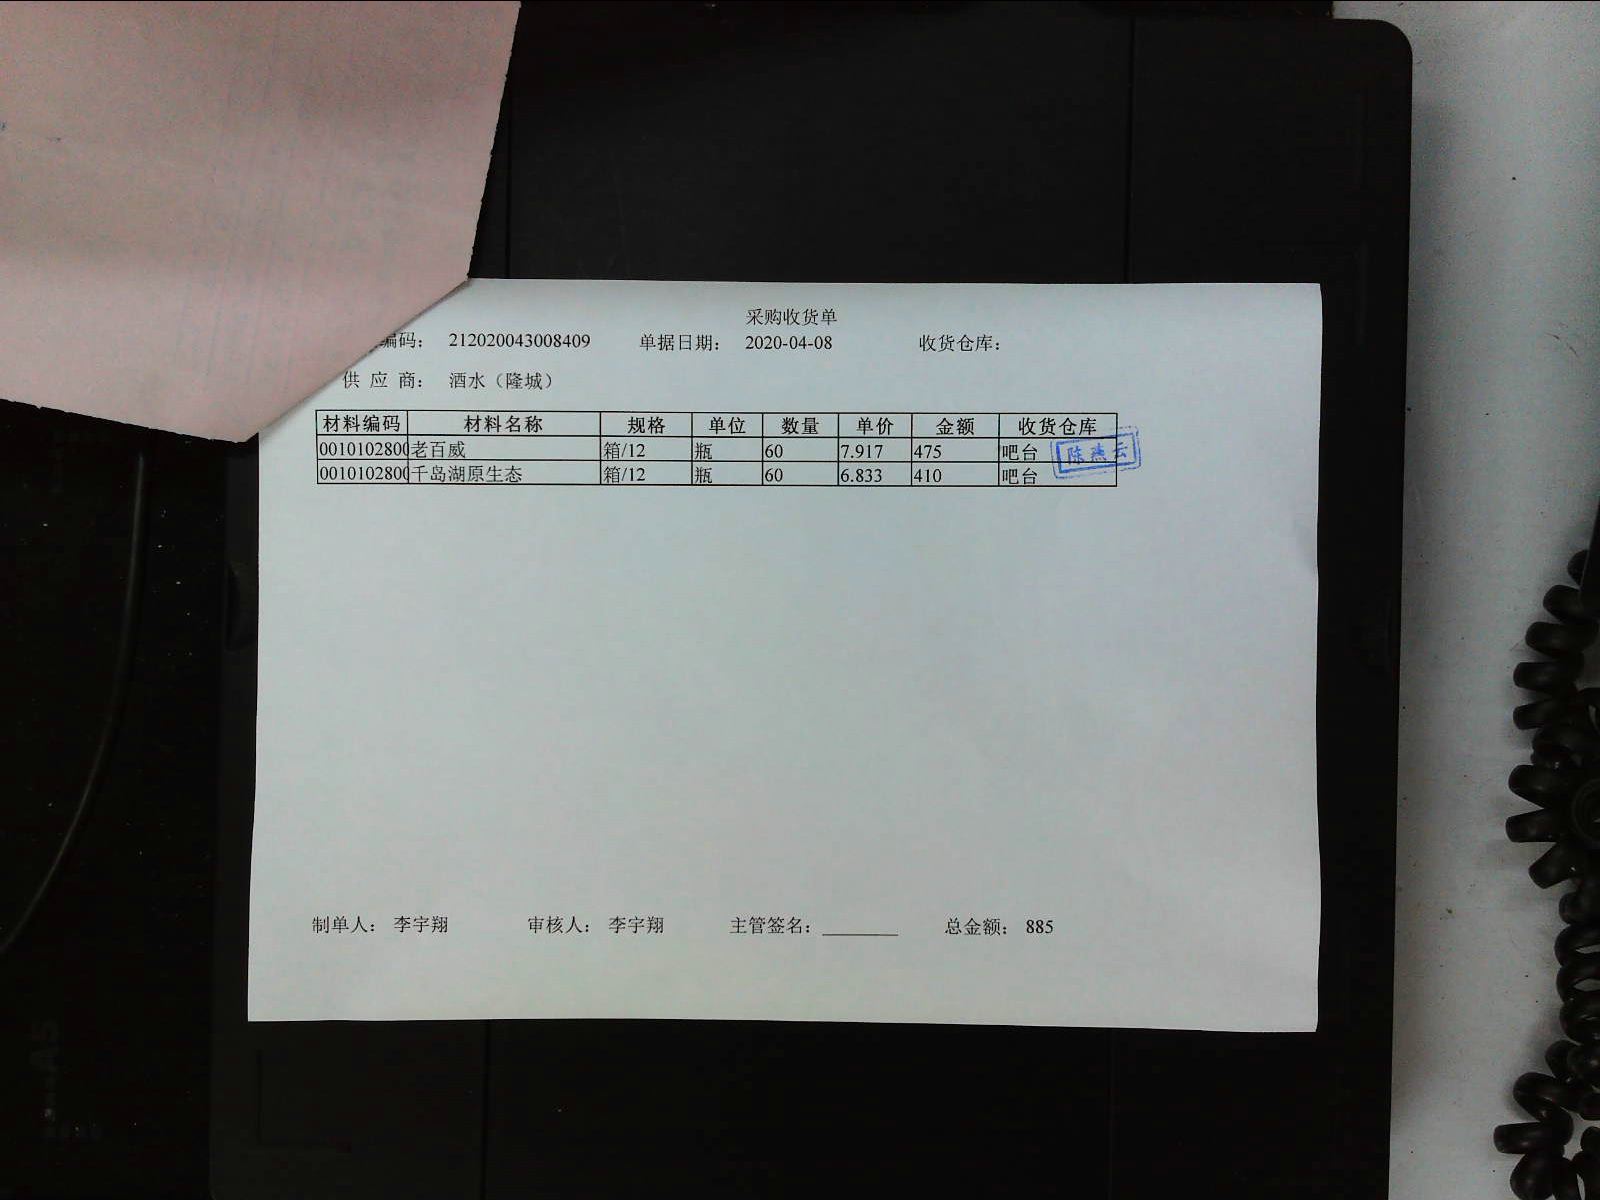 采购收货单
编码： 212020043008409 单据日期： 2020-04-08 收货仓库：
供应商： 酒水（隆城）
材料编码 材料名称 规格 单位 数量 单价 金额 收货仓库
0010102800 老百威 箱/12 瓶 60 7.917 475 吧台
陈燕云
0010102800 千岛湖原生态 箱/12 瓶 60 6.833 410 吧台
制单人： 李宇翔 审核人： 李宇翔 主管签名： 总金额： 885